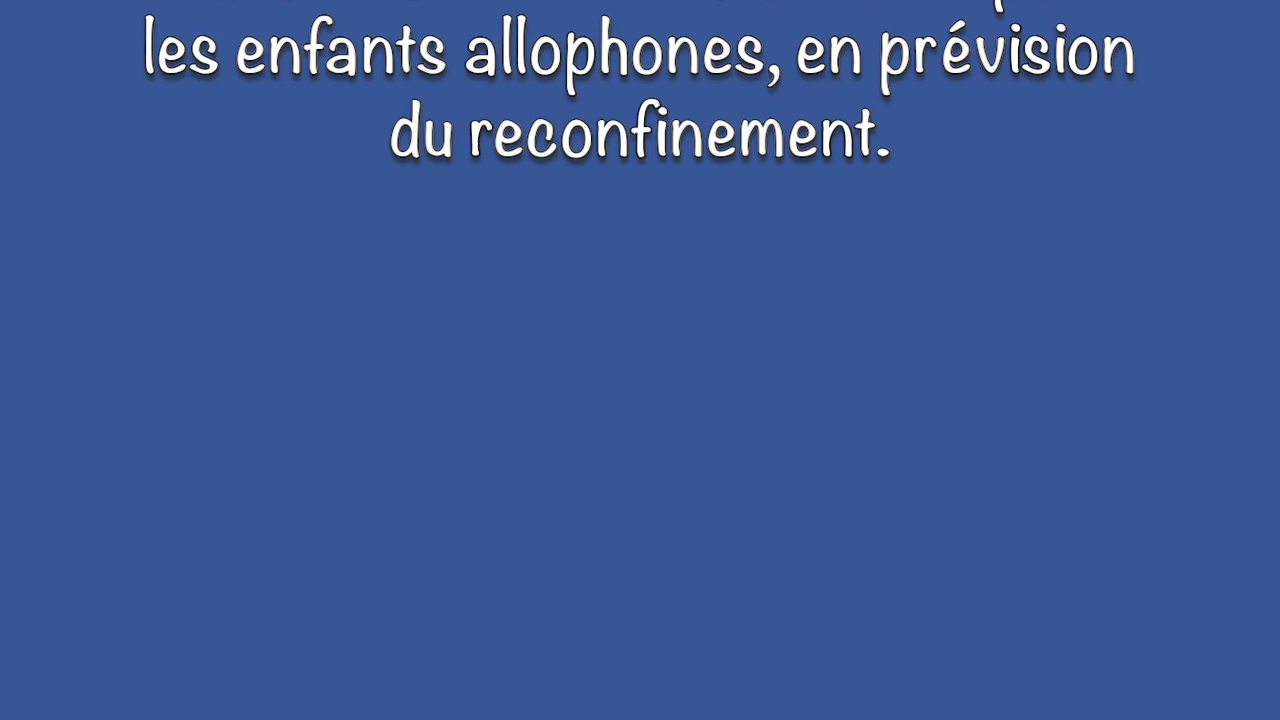 les enfants allophones, en prévision
du reconfinement.